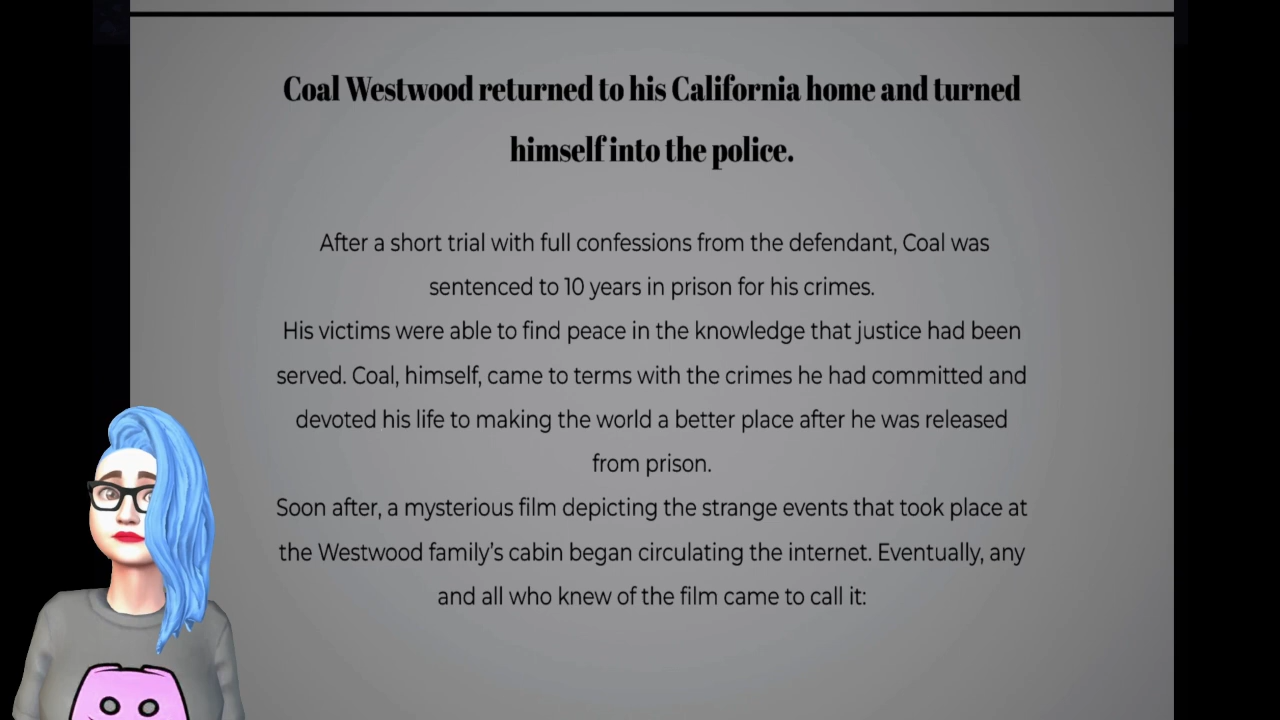 Coal Westwood returned to his California home and turned
himself into the police.
After a short trial with full confessions from the defendant, Coal was
sentenced to 10 years in prison for his crimes.
His victims were able to find peace in the knowledge that justice had been
served. Coal, himself, came to terms with the crimes he had committed and
devoted his life to making the world a better place after he was released
from prison.
Soon after, a mysterious film depicting the strange events that took place at
the Westwood family's cabin began circulating the internet. Eventually, any
and all who knew of the film came to call it: